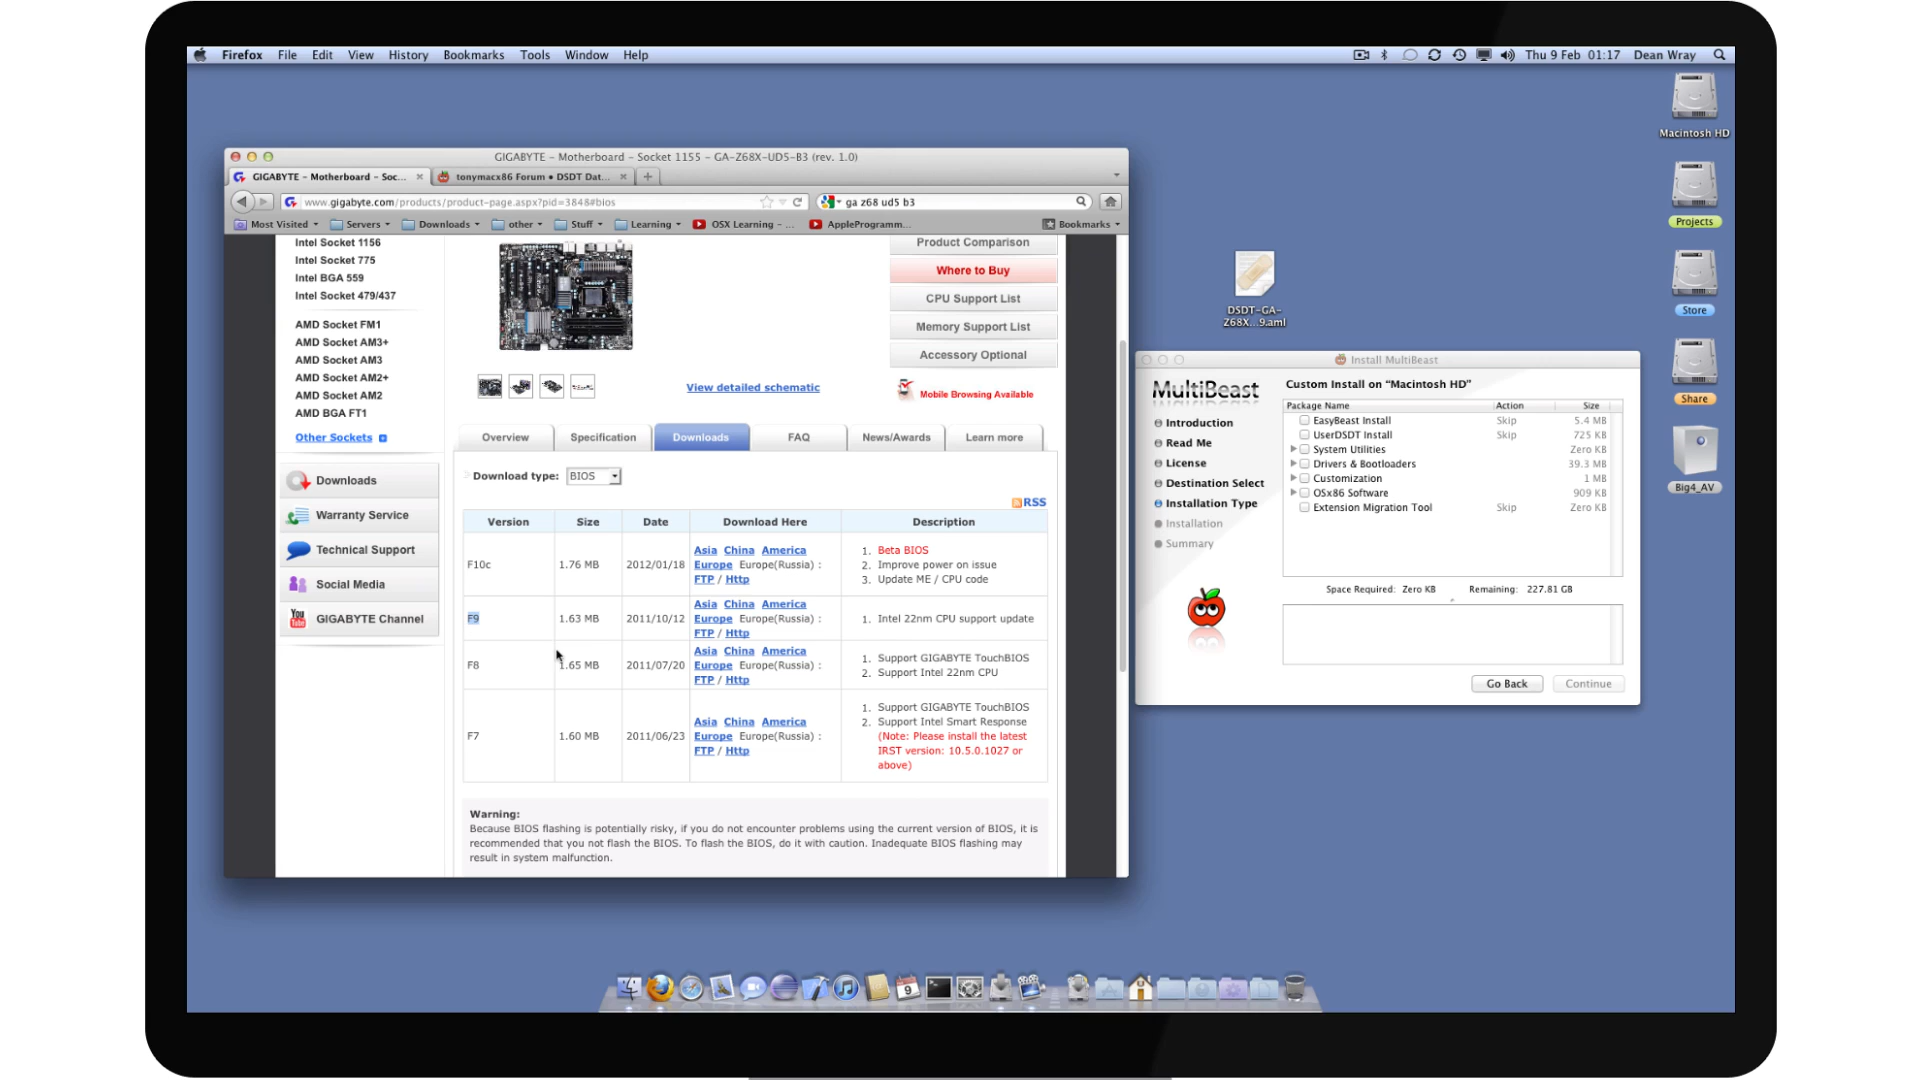 Firefox File Edit View History Bookmarks Tools Window Help
Thu 9 Feb 01:17 Dean Wray
Macintosh HD
Projects
Store
Share
Big4_AV
DSDT-GA-
Z68X...9.aml
GIGABYTE - Motherboard - Socket 1155 - GA-Z68X-UD5-B3 (rev. 1.0)
GIGABYTE - Motherboard - Soc...
tonymacx86 Forum • DSDT Dat...
www.gigabyte.com/products/product-page.aspx?pid=3848#bios
ga z68 ud5 b3
Most Visited Servers Downloads other Stuff Learning OSX Learning - ... AppleProgramm... Bookmarks
Intel Socket 1156
Intel Socket 775
Intel BGA 559
Intel Socket 479/437
AMD Socket FM1
AMD Socket AM3+
AMD Socket AM3
AMD Socket AM2+
AMD Socket AM2
AMD BGA FT1
Other Sockets
Downloads
Warranty Service
Technical Support
Social Media
You Tube GIGABYTE Channel
Product Comparison
Where to Buy
CPU Support List
Memory Support List
Accessory Optional
View detailed schematic
Mobile Browsing Available
Overview Specification Downloads FAQ News/Awards Learn more
Download type: BIOS
RSS
Version Size Date Download Here Description
F10c 1.76 MB 2012/01/18
Asia China America
Europe Europe(Russia) :
FTP / Http
1. Beta BIOS
2. Improve power on issue
3. Update ME / CPU code
F9 1.63 MB 2011/10/12
Asia China America
Europe Europe(Russia) :
FTP / Http
1. Intel 22nm CPU support update
F8 1.65 MB 2011/07/20
Asia China America
Europe Europe(Russia) :
FTP / Http
1. Support GIGABYTE TouchBIOS
2. Support Intel 22nm CPU
F7 1.60 MB 2011/06/23
Asia China America
Europe Europe(Russia) :
FTP / Http
1. Support GIGABYTE TouchBIOS
2. Support Intel Smart Response
(Note: Please install the latest
IRST version: 10.5.0.1027 or
above)
Warning:
Because BIOS flashing is potentially risky, if you do not encounter problems using the current version of BIOS, it is
recommended that you not flash the BIOS. To flash the BIOS, do it with caution. Inadequate BIOS flashing may
result in system malfunction.
Install MultiBeast
MultiBeast
Introduction
Read Me
License
Destination Select
Installation Type
Installation
Summary
Custom Install on "Macintosh HD"
Package Name Action Size
EasyBeast Install Skip 5.4 MB
UserDSDT Install Skip 725 KB
System Utilities Zero KB
Drivers & Bootloaders 39.3 MB
Customization 1 MB
OSx86 Software 909 KB
Extension Migration Tool Skip Zero KB
Space Required: Zero KB Remaining: 227.81 GB
Go Back Continue
9